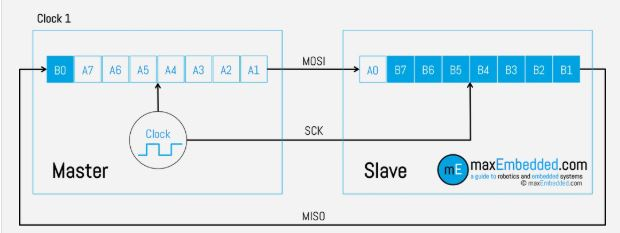 Clock 1
B0 A7 A6 A5 A4 A3 A2 A1
MOSI
A0 B7 B6 B5 B4 B3 B2 B1
Clock
SCK
Master
Slave
mE
maxEmbedded.com
a guide to robotics and embedded systems
© maxEmbedded.com
MISO